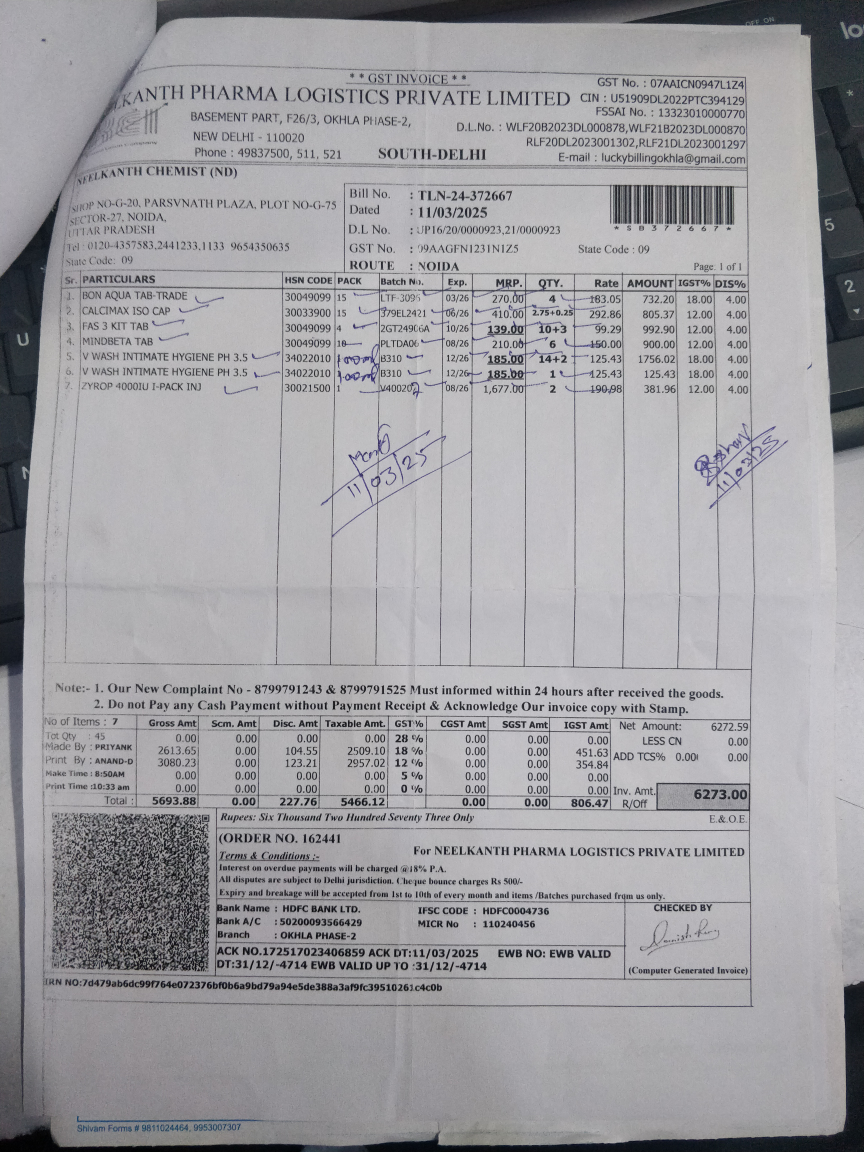 * * GST INVOICE * *
KANTH PHARMA LOGISTICS PRIVATE LIMITED
BASEMENT PART, F26/3, OKHLA PHASE-2,
NEW DELHI - 110020
Phone : 49837500, 511, 521 SOUTH-DELHI
GST No. : 07AAICN0947L1Z4
CIN : U51909DL2022PTC394129
FSSAI No. : 13323010000770
D.L.No. : WLF20B2023DL000878,WLF21B2023DL000870
RLF20DL2023001302,RLF21DL2023001297
E-mail : luckybillingokhla@gmail.com
NEELKANTH CHEMIST (ND)
SHOP NO-G-20, PARSVNATH PLAZA, PLOT NO-G-75
SECTOR-27, NOIDA,
UTTAR PRADESH
Tel : 0120-4357583,2441233,1133 9654350635
State Code: 09
Bill No. : TLN-24-372667
Dated : 11/03/2025
D.L. No. : UP16/20/0000923,21/0000923
GST No. : 09AAGFN1231N1Z5 State Code : 09
ROUTE : NOIDA Page: 1 of 1
* S B 3 7 2 6 6 7 *
Sr. PARTICULARS HSN CODE PACK Batch No. Exp. MRP. QTY. Rate AMOUNT IGST% DIS%
1. BON AQUA TAB-TRADE 30049099 15 LTF-3095 03/26 270.00 4 183.05 732.20 18.00 4.00
2. CALCIMAX ISO CAP 30033900 15 379EL2421 06/26 410.00 2.75+0.25 292.86 805.37 12.00 4.00
3. FAS 3 KIT TAB 30049099 4 2GT24906A 10/26 139.00 10+3 99.29 992.90 12.00 4.00
4. MINDBETA TAB 30049099 10 PLTDA06 08/26 210.00 6 150.00 900.00 12.00 4.00
5. V WASH INTIMATE HYGIENE PH 3.5 34022010 100ml B310 12/26 185.00 14+2 125.43 1756.02 18.00 4.00
6. V WASH INTIMATE HYGIENE PH 3.5 34022010 100ml B310 12/26 185.00 1 125.43 125.43 18.00 4.00
7. ZYROP 4000IU I-PACK INJ 30021500 1 V400202 08/26 1,677.00 2 190.98 381.96 12.00 4.00
11/03/25
11/03/25
Note:- 1. Our New Complaint No - 8799791243 & 8799791525 Must informed within 24 hours after received the goods.
2. Do not Pay any Cash Payment without Payment Receipt & Acknowledge Our invoice copy with Stamp.
No of Items : 7 Gross Amt Scm. Amt Disc. Amt Taxable Amt. GST % CGST Amt SGST Amt IGST Amt Net Amount: 6272.59
Tot Qty : 45 0.00 0.00 0.00 0.00 28 % 0.00 0.00 0.00 LESS CN 0.00
Made By : PRIYANK 2613.65 0.00 104.55 2509.10 18 % 0.00 0.00 451.63 ADD TCS% 0.00 0.00
Print By : ANAND-D 3080.23 0.00 123.21 2957.02 12 % 0.00 0.00 354.84
Make Time : 8:50AM 0.00 0.00 0.00 0.00 5 % 0.00 0.00 0.00
Print Time :10:33 am 0.00 0.00 0.00 0.00 0 % 0.00 0.00 0.00 Inv. Amt. 6273.00
Total : 5693.88 0.00 227.76 5466.12 0.00 0.00 806.47 R/Off
Rupees: Six Thousand Two Hundred Seventy Three Only E.& O.E.
(ORDER NO. 162441
For NEELKANTH PHARMA LOGISTICS PRIVATE LIMITED
Terms & Conditions :-
Interest on overdue payments will be charged @18% P.A.
All disputes are subject to Delhi jurisdiction. Cheque bounce charges Rs 500/-
Expiry and breakage will be accepted from 1st to 10th of every month and items /Batches purchased from us only.
Bank Name : HDFC BANK LTD. IFSC CODE : HDFC0004736 CHECKED BY
Bank A/C : 50200093566429 MICR No : 110240456
Branch : OKHLA PHASE-2
ACK NO.172517023406859 ACK DT:11/03/2025 EWB NO: EWB VALID
DT:31/12/-4714 EWB VALID UP TO :31/12/-4714
(Computer Generated Invoice)
IRN NO:7d479ab6dc99f764e072376bf0b6a9bd79a94e5de388a3af9fc39510261c4c0b
Shivam Forms # 9811024464, 9953007307